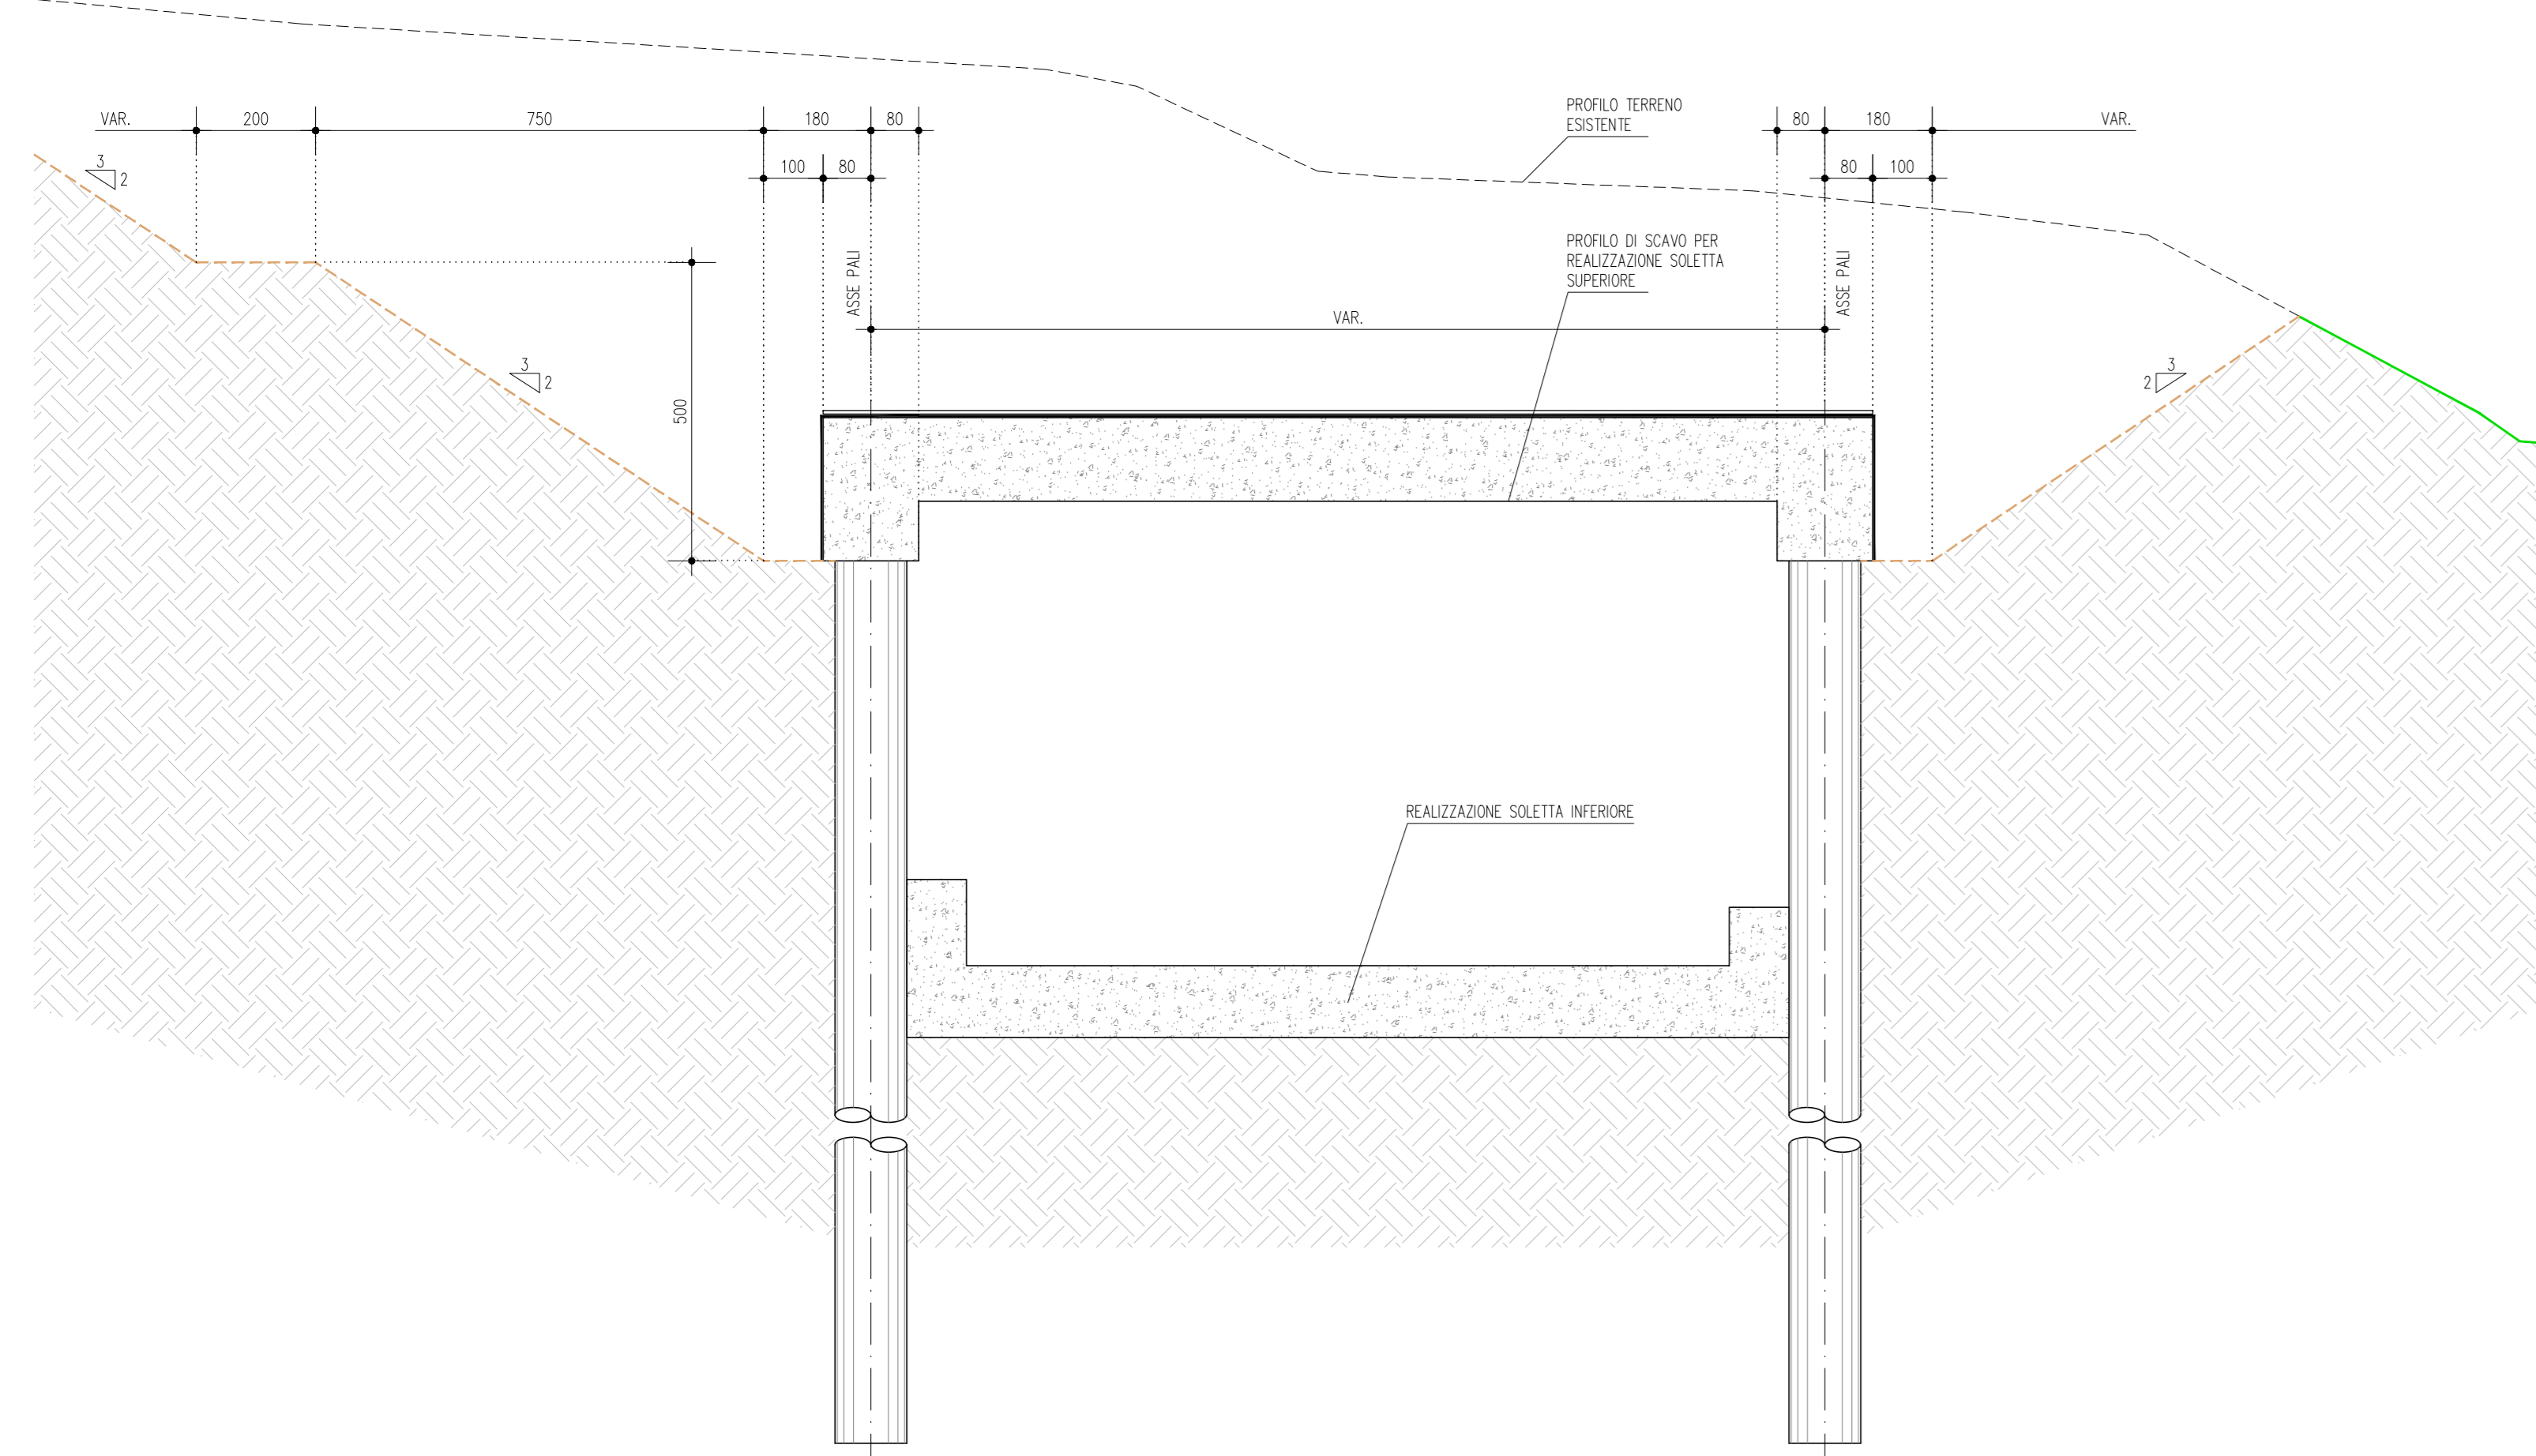 PROFILO TERRENO
ESISTENTE
VAR.
200
750
180
80
80
180
VAR.
100
80
80
100
3
2
ASSE PALI
ASSE PALI
PROFILO DI SCAVO PER
REALIZZAZIONE SOLETTA
SUPERIORE
VAR.
3
2
3
2
500
REALIZZAZIONE SOLETTA INFERIORE